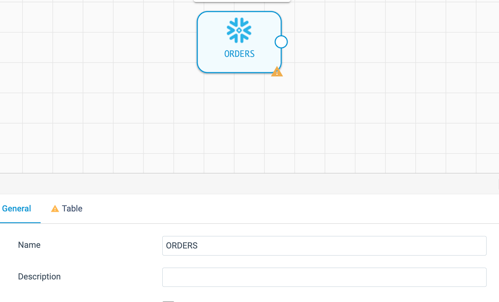 ORDERS
General
Table
Name
ORDERS
Description